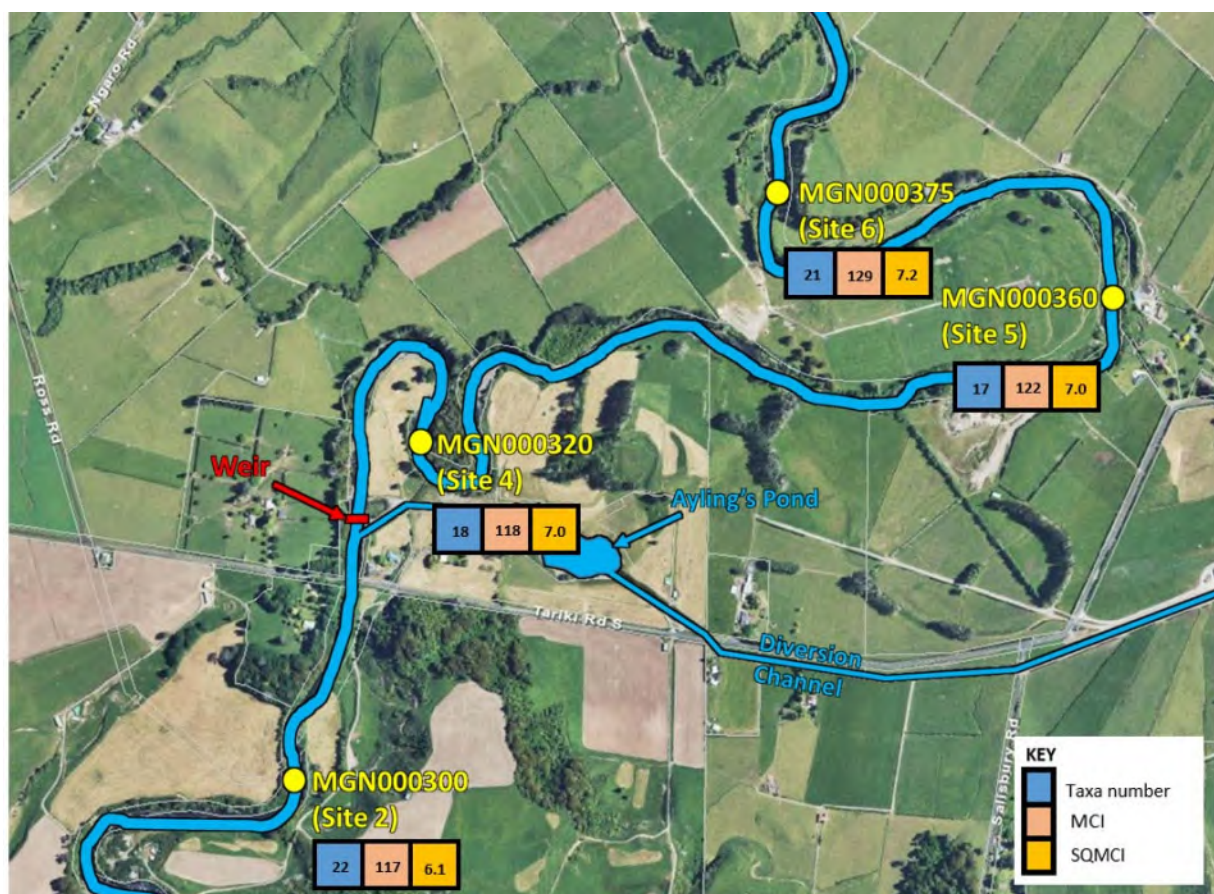 Ngaro Rd
MGN000375
(Site 6)
21 129 7.2
MGN000360
(Site 5)
17 122 7.0
Ross Rd
Weir
MGN000320
(Site 4)
18 118 7.0
Ayling's Pond
Tariki Rd S
Diversion
Channel
Salisbury Rd
MGN000300
(Site 2)
22 117 6.1
KEY
Taxa number
MCI
SQMCI